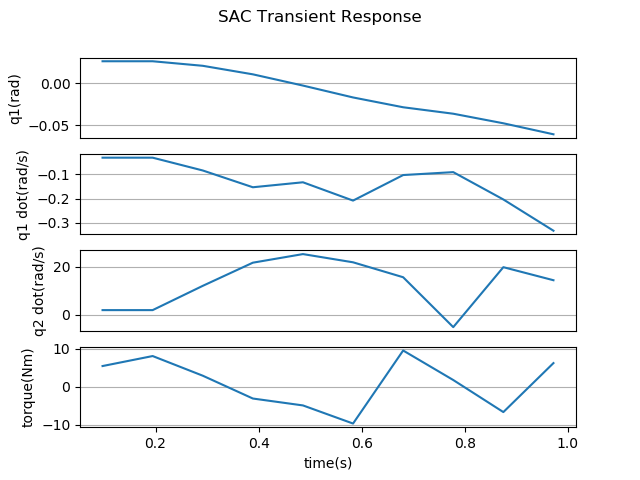 SAC Transient Response
q1(rad)
0.00
−0.05
q1 dot(rad/s)
−0.1
−0.2
−0.3
q2 dot(rad/s)
20
0
torque(Nm)
10
0
−10
0.2 0.4 0.6 0.8 1.0
time(s)